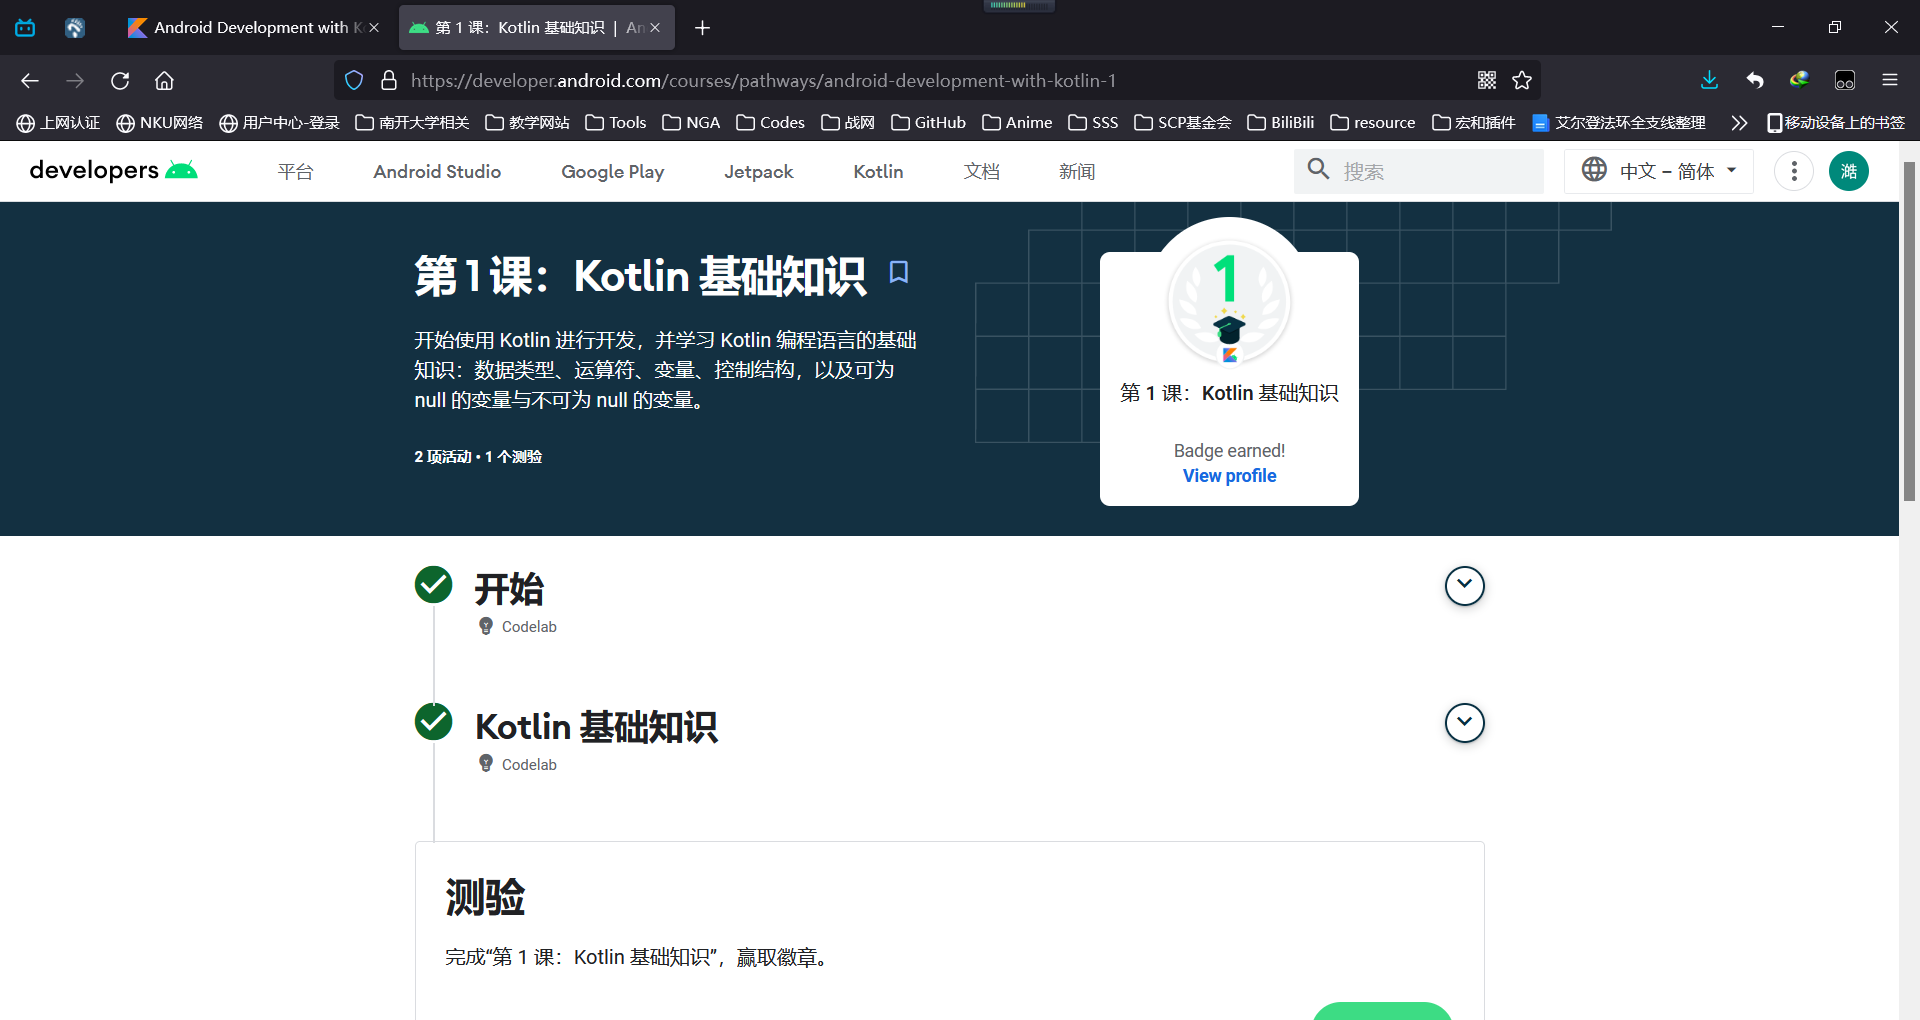 Android Development with K
第 1 课：Kotlin 基础知识 | An
https://developer.android.com/courses/pathways/android-development-with-kotlin-1
上网认证
NKU网络
用户中心-登录
南开大学相关
教学网站
Tools
NGA
Codes
战网
GitHub
Anime
SSS
SCP基金会
BiliBili
resource
宏和插件
艾尔登法环全支线整理
移动设备上的书签
developers
平台
Android Studio
Google Play
Jetpack
Kotlin
文档
新闻
搜索
中文 – 简体
澔
第 1 课：Kotlin 基础知识
开始使用 Kotlin 进行开发，并学习 Kotlin 编程语言的基础
知识：数据类型、运算符、变量、控制结构，以及可为
null 的变量与不可为 null 的变量。
2 项活动 • 1 个测验
1
第 1 课：Kotlin 基础知识
Badge earned!
View profile
开始
Codelab
Kotlin 基础知识
Codelab
测验
完成“第 1 课：Kotlin 基础知识”，赢取徽章。